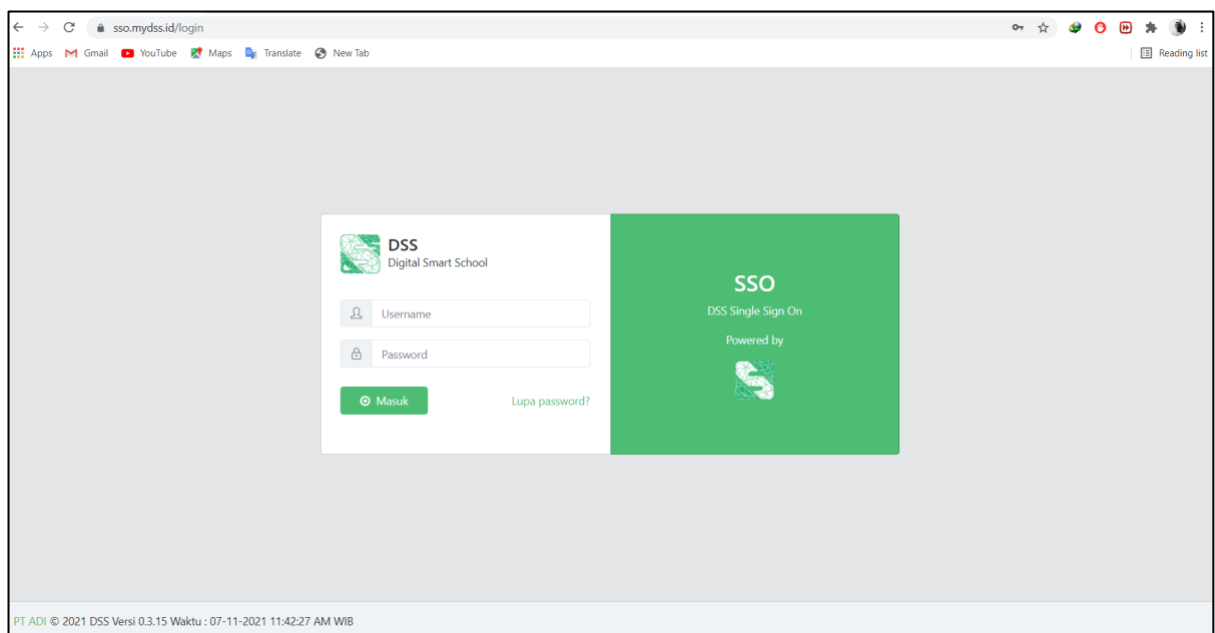 sso.mydss.id/login
Apps Gmail YouTube Maps Translate New Tab Reading list
DSS
Digital Smart School
Username
Password
Masuk Lupa password?
SSO
DSS Single Sign On
Powered by
PT ADI © 2021 DSS Versi 0.3.15 Waktu : 07-11-2021 11:42:27 AM WIB